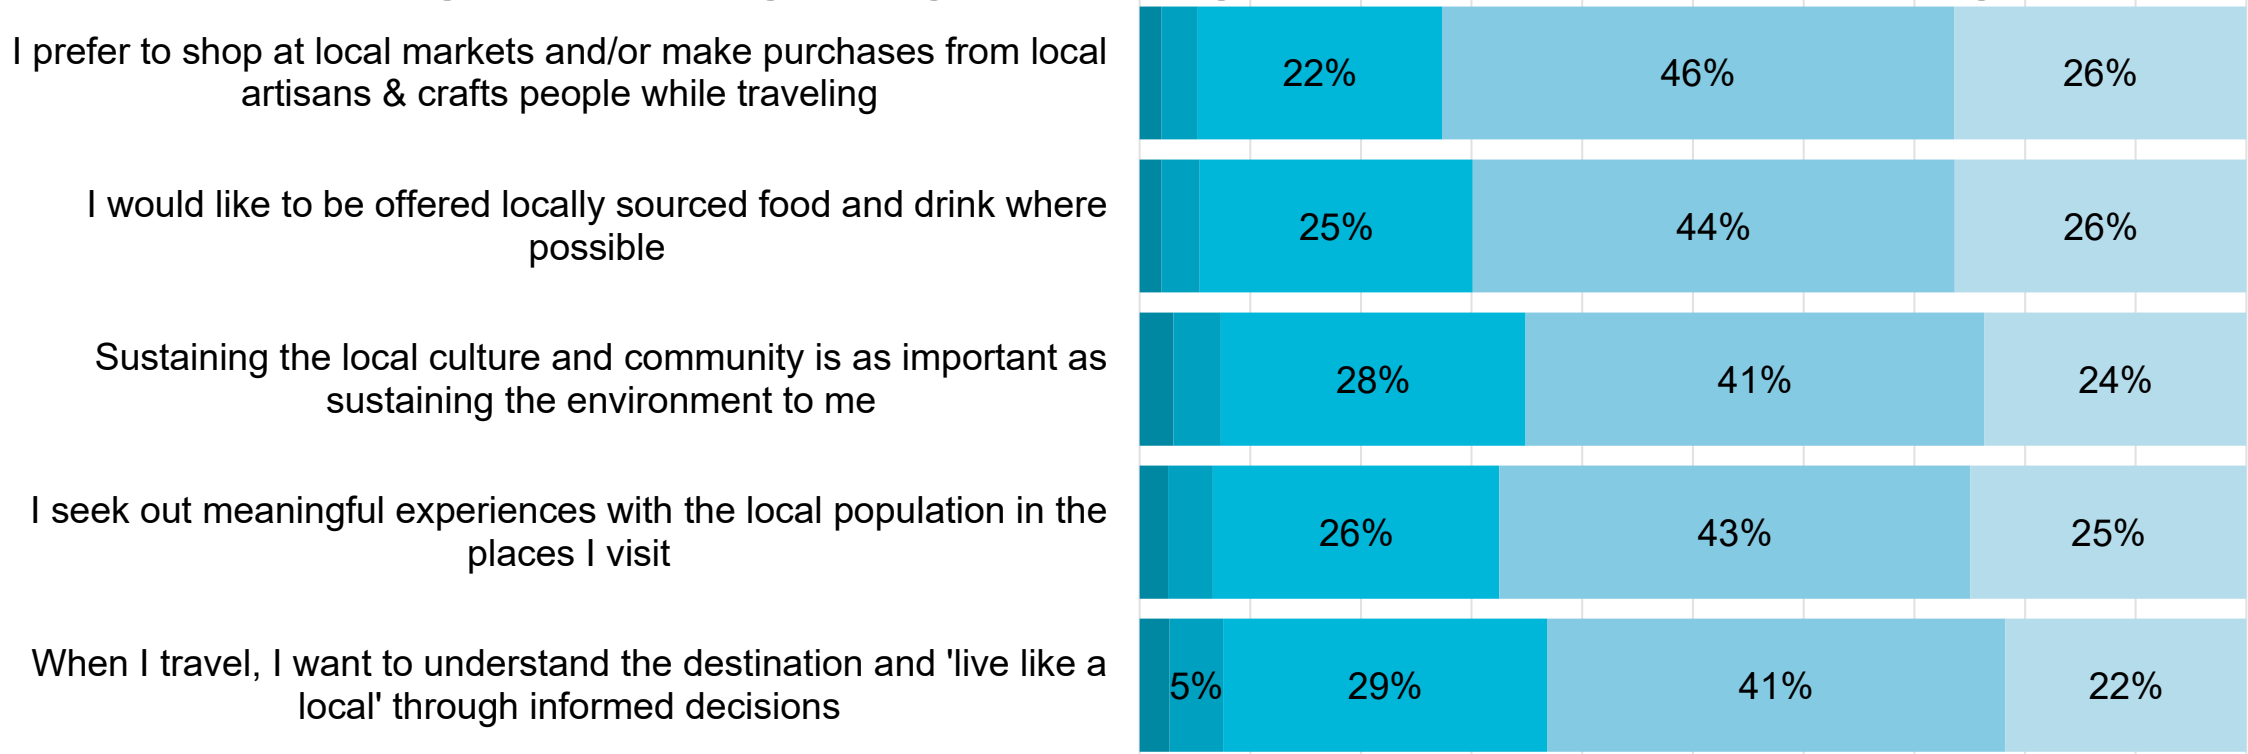 I prefer to shop at local markets and/or make purchases from local
artisans & crafts people while traveling
22% 46% 26%
I would like to be offered locally sourced food and drink where
possible
25% 44% 26%
Sustaining the local culture and community is as important as
sustaining the environment to me
28% 41% 24%
I seek out meaningful experiences with the local population in the
places I visit
26% 43% 25%
When I travel, I want to understand the destination and 'live like a
local' through informed decisions
5% 29% 41% 22%